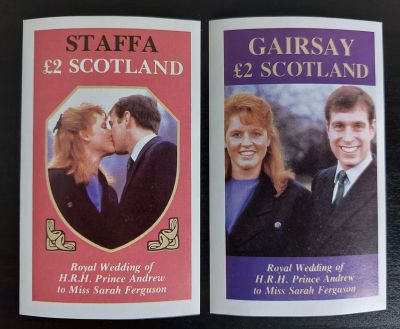 STAFFA
£2 SCOTLAND
Royal Wedding of
H.R.H. Prince Andrew
to Miss Sarah Ferguson
GAIRSAY
£2 SCOTLAND
Royal Wedding of
H.R.H. Prince Andrew
to Miss Sarah Ferguson